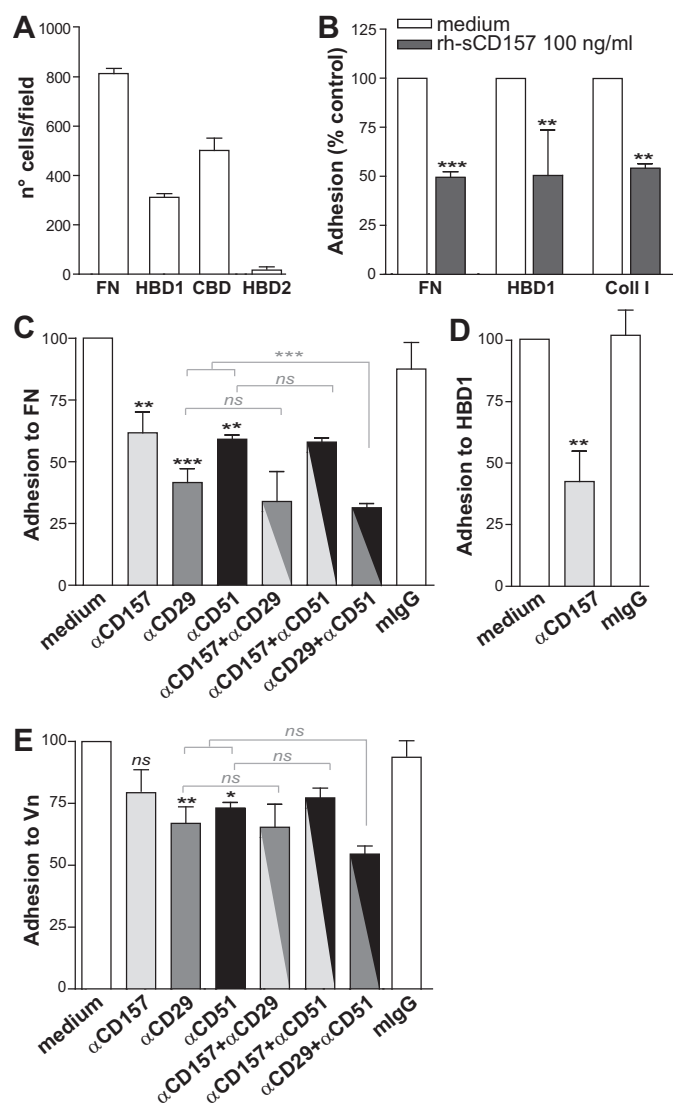 A
n° cells/field
1000
800
600
400
200
0
FN HBD1 CBD HBD2
B
medium
rh-sCD157 100 ng/ml
Adhesion (% control)
125
100
75
50
25
0
***
**
**
FN HBD1 Coll I
C
Adhesion to FN
100
75
50
25
0
***
ns
ns
**
***
**
medium
αCD157
αCD29
αCD51
αCD157+αCD29
αCD157+αCD51
αCD29+αCD51
mIgG
D
Adhesion to HBD1
100
75
50
25
0
**
medium
αCD157
mIgG
E
Adhesion to Vn
100
75
50
25
0
ns
ns
ns
ns
**
*
medium
αCD157
αCD29
αCD51
αCD157+αCD29
αCD157+αCD51
αCD29+αCD51
mIgG